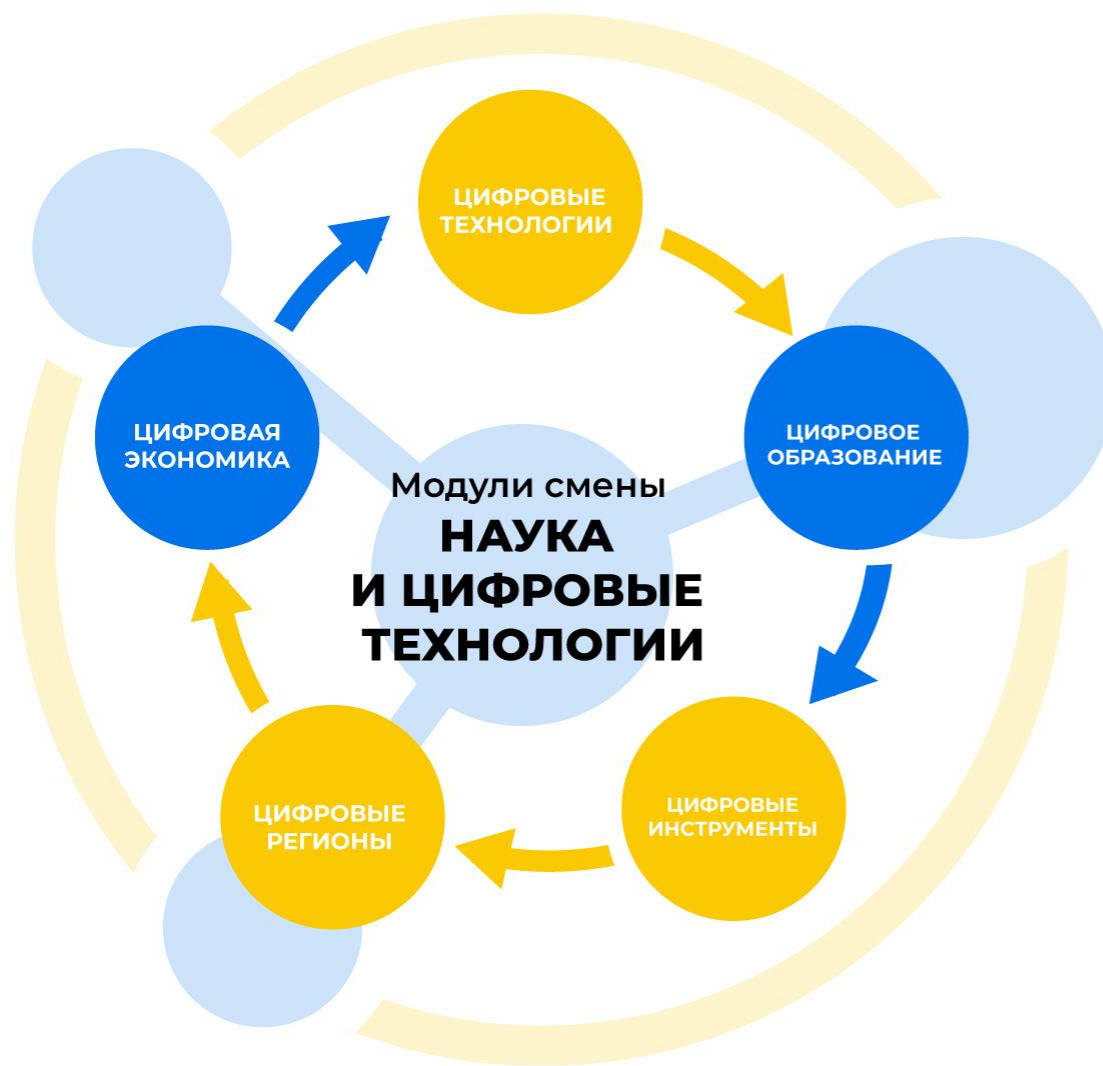 ЦИФРОВЫЕ
ТЕХНОЛОГИИ
ЦИФРОВАЯ
ЭКОНОМИКА
ЦИФРОВОЕ
ОБРАЗОВАНИЕ
Модули смены
НАУКА
И ЦИФРОВЫЕ
ТЕХНОЛОГИИ
ЦИФРОВЫЕ
РЕГИОНЫ
ЦИФРОВЫЕ
ИНСТРУМЕНТЫ